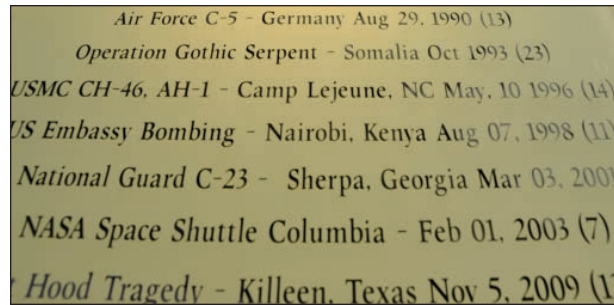 Air Force C-5 - Germany Aug 29, 1990 (13)
Operation Gothic Serpent - Somalia Oct 1993 (23)
USMC CH-46, AH-1 - Camp Lejeune, NC May, 10 1996 (14)
US Embassy Bombing - Nairobi, Kenya Aug 07, 1998 (11)
National Guard C-23 - Sherpa, Georgia Mar 03, 2001
NASA Space Shuttle Columbia - Feb 01, 2003 (7)
Hood Tragedy - Killeen, Texas Nov 5, 2009